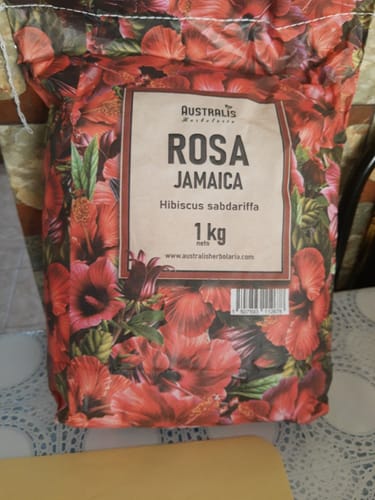 AUSTRALIS
Herbolaria
ROSA
JAMAICA
Hibiscus sabdariffa
1 kg
neto
www.australisherbolaria.com